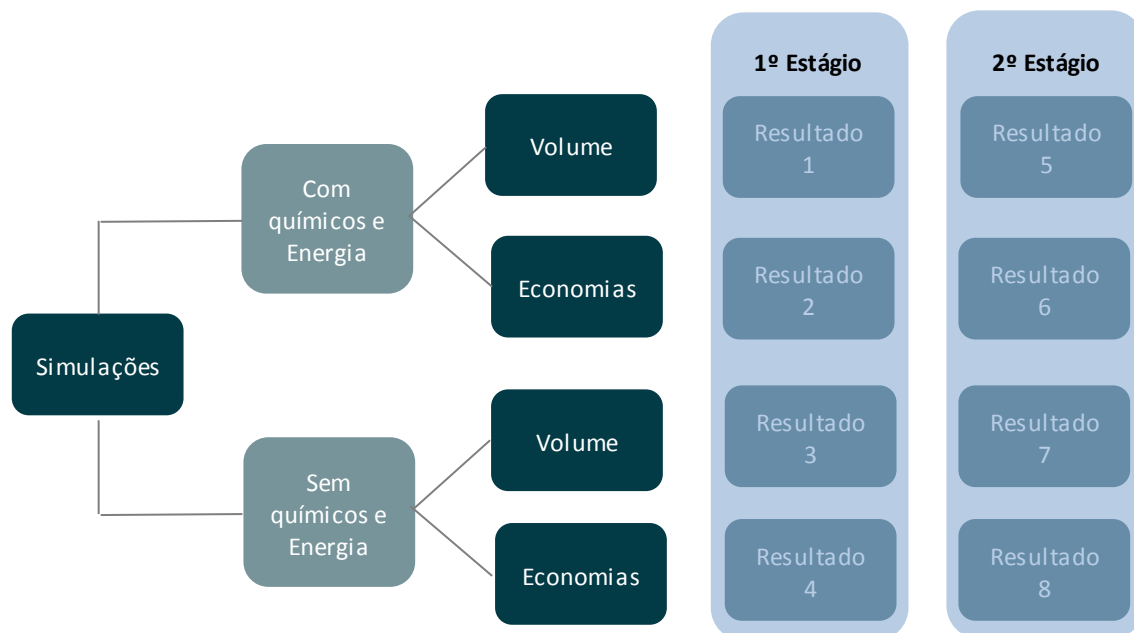 1º Estágio
2º Estágio
Volume
Resultado
1
Resultado
5
Com
químicos e
Energia
Economias
Resultado
2
Resultado
6
Simulações
Volume
Resultado
3
Resultado
7
Sem
químicos e
Energia
Economias
Resultado
4
Resultado
8